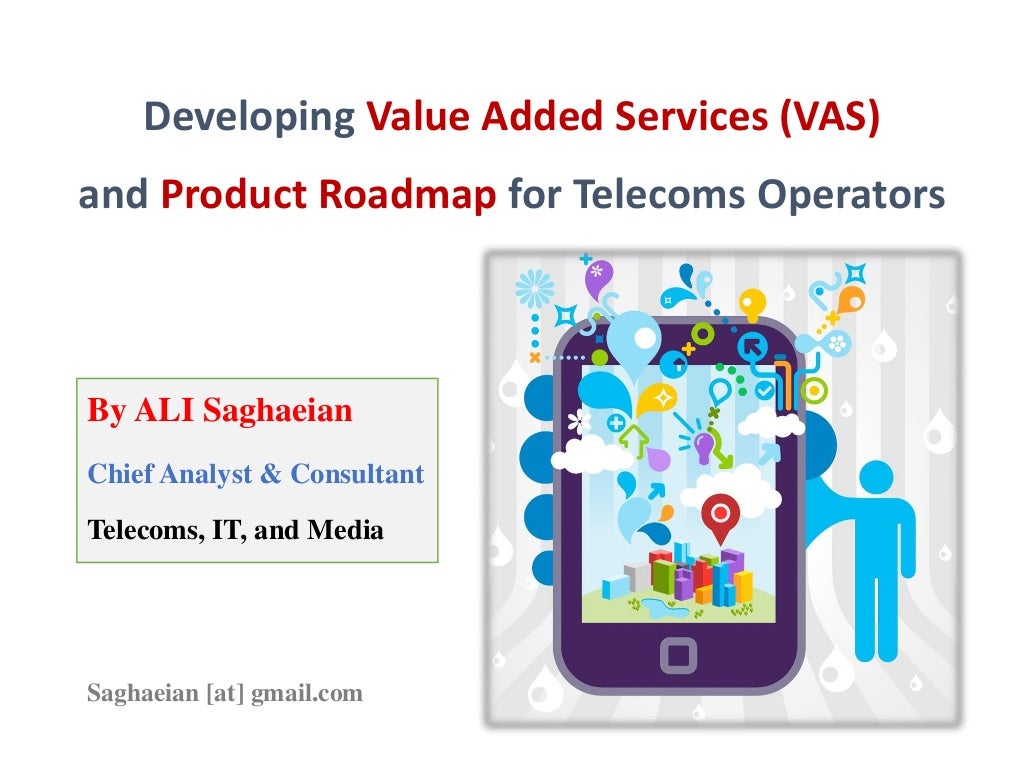 Developing Value Added Services (VAS)
and Product Roadmap for Telecoms Operators
By ALI Saghaeian
Chief Analyst & Consultant
Telecoms, IT, and Media
Saghaeian [at] gmail.com